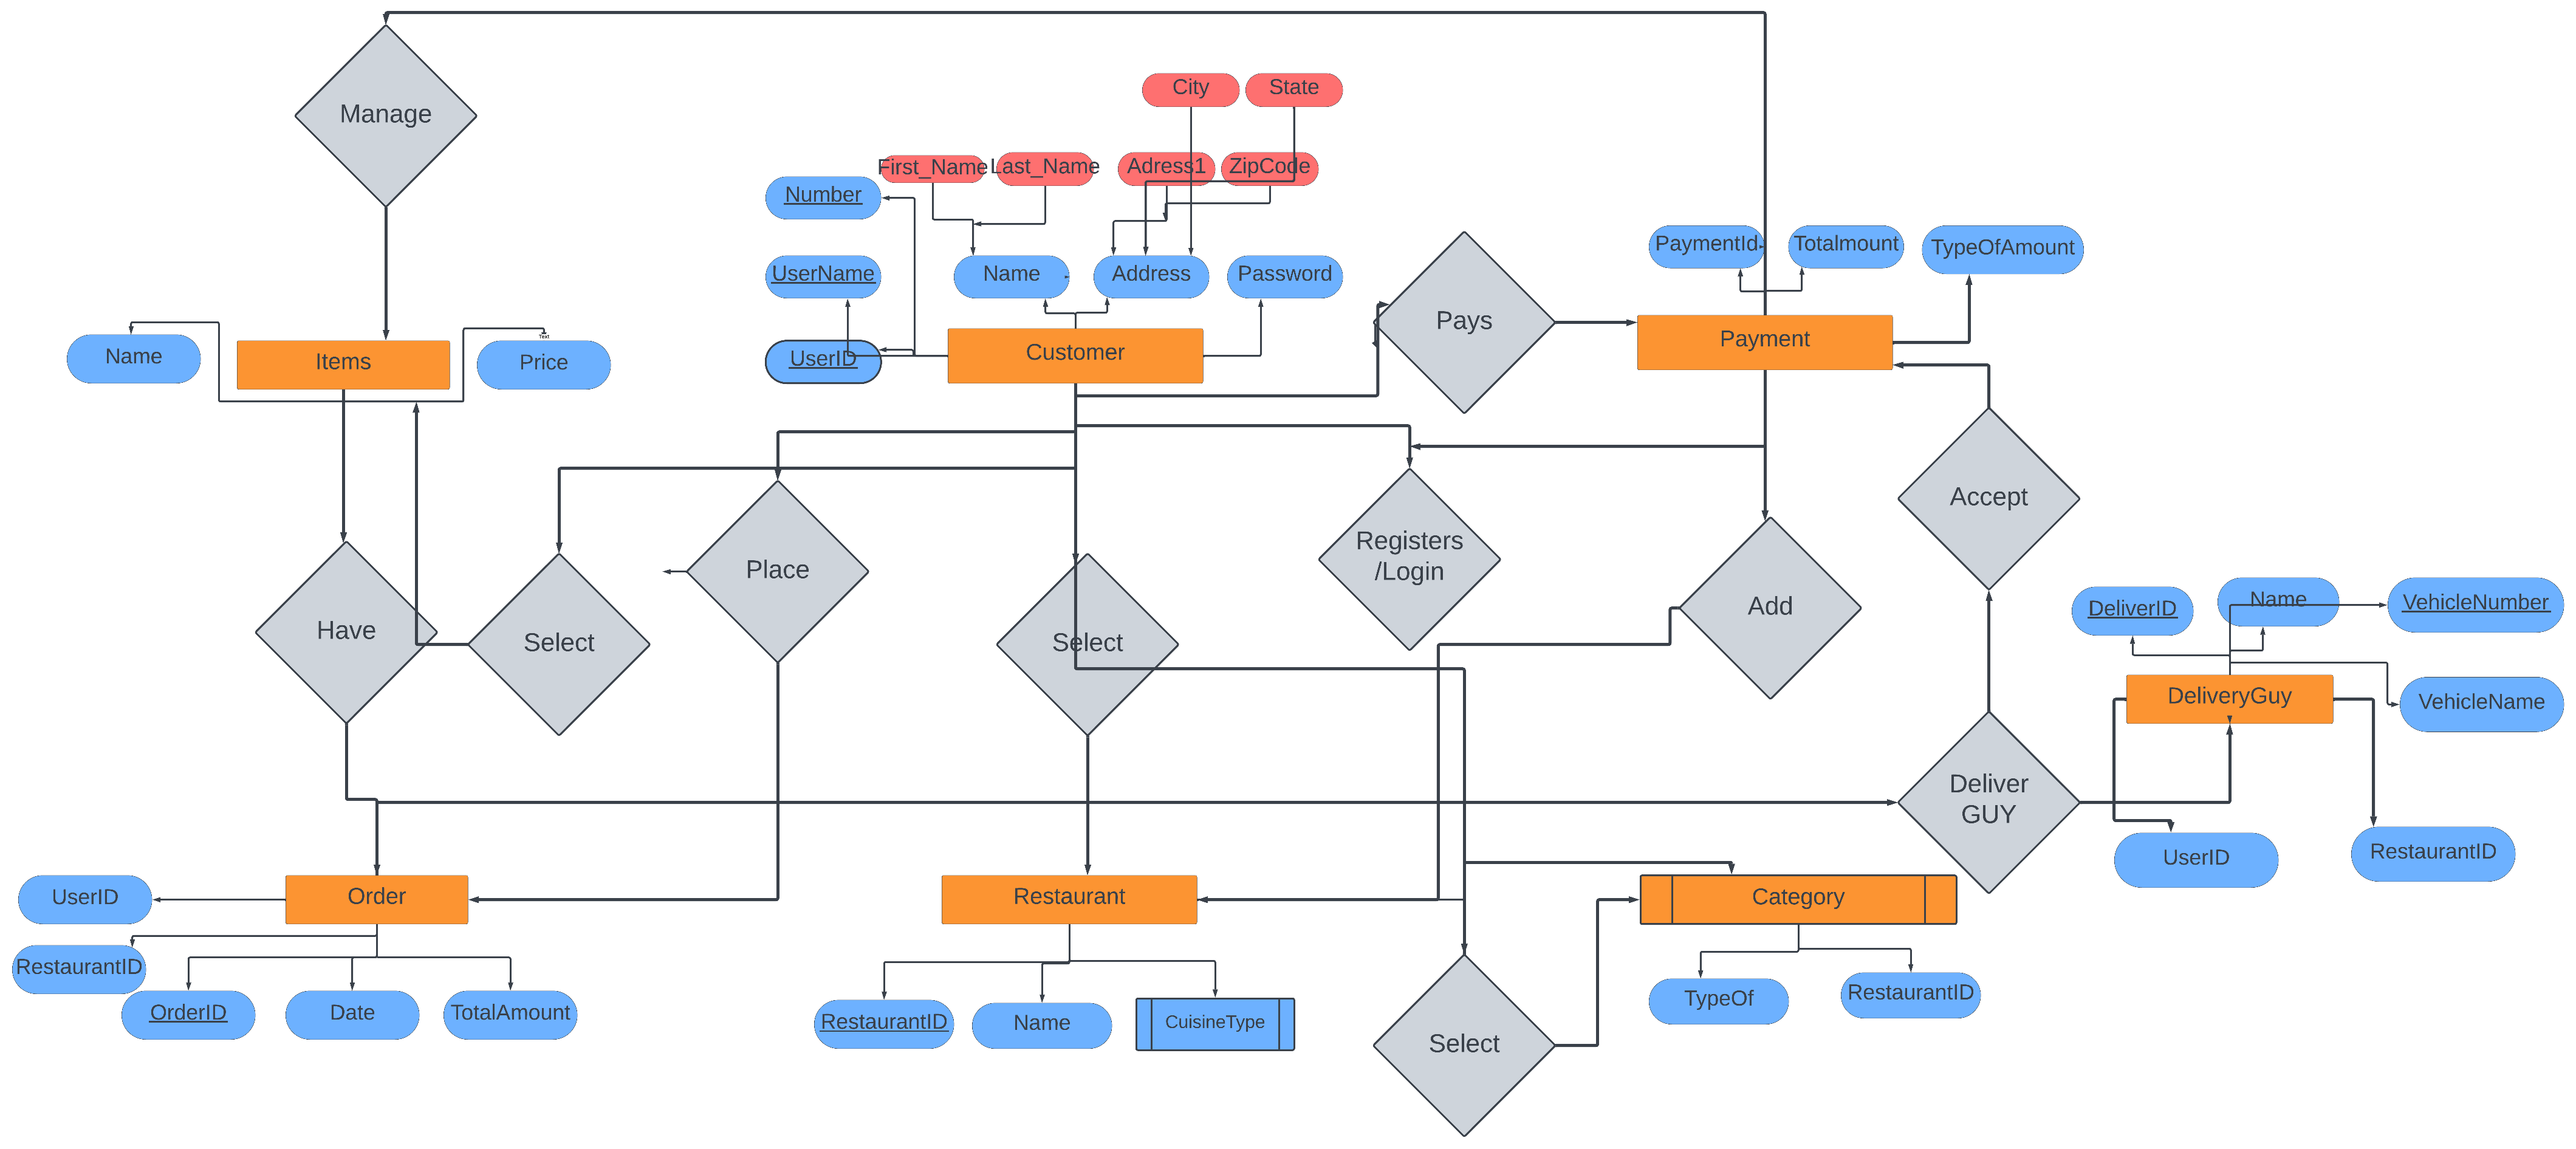 Manage
City
State
First_Name
Last_Name
Adress1
ZipCode
Number
UserName
Name
Address
Password
UserID
Customer
Pays
PaymentId
Totalmount
TypeOfAmount
Payment
Name
Items
Text
Price
Accept
Have
Select
Place
Select
Registers
/Login
Add
DeliverID
Name
VehicleNumber
DeliveryGuy
VehicleName
Deliver
GUY
UserID
RestaurantID
UserID
Order
RestaurantID
OrderID
Date
TotalAmount
Restaurant
RestaurantID
Name
CuisineType
Category
TypeOf
RestaurantID
Select